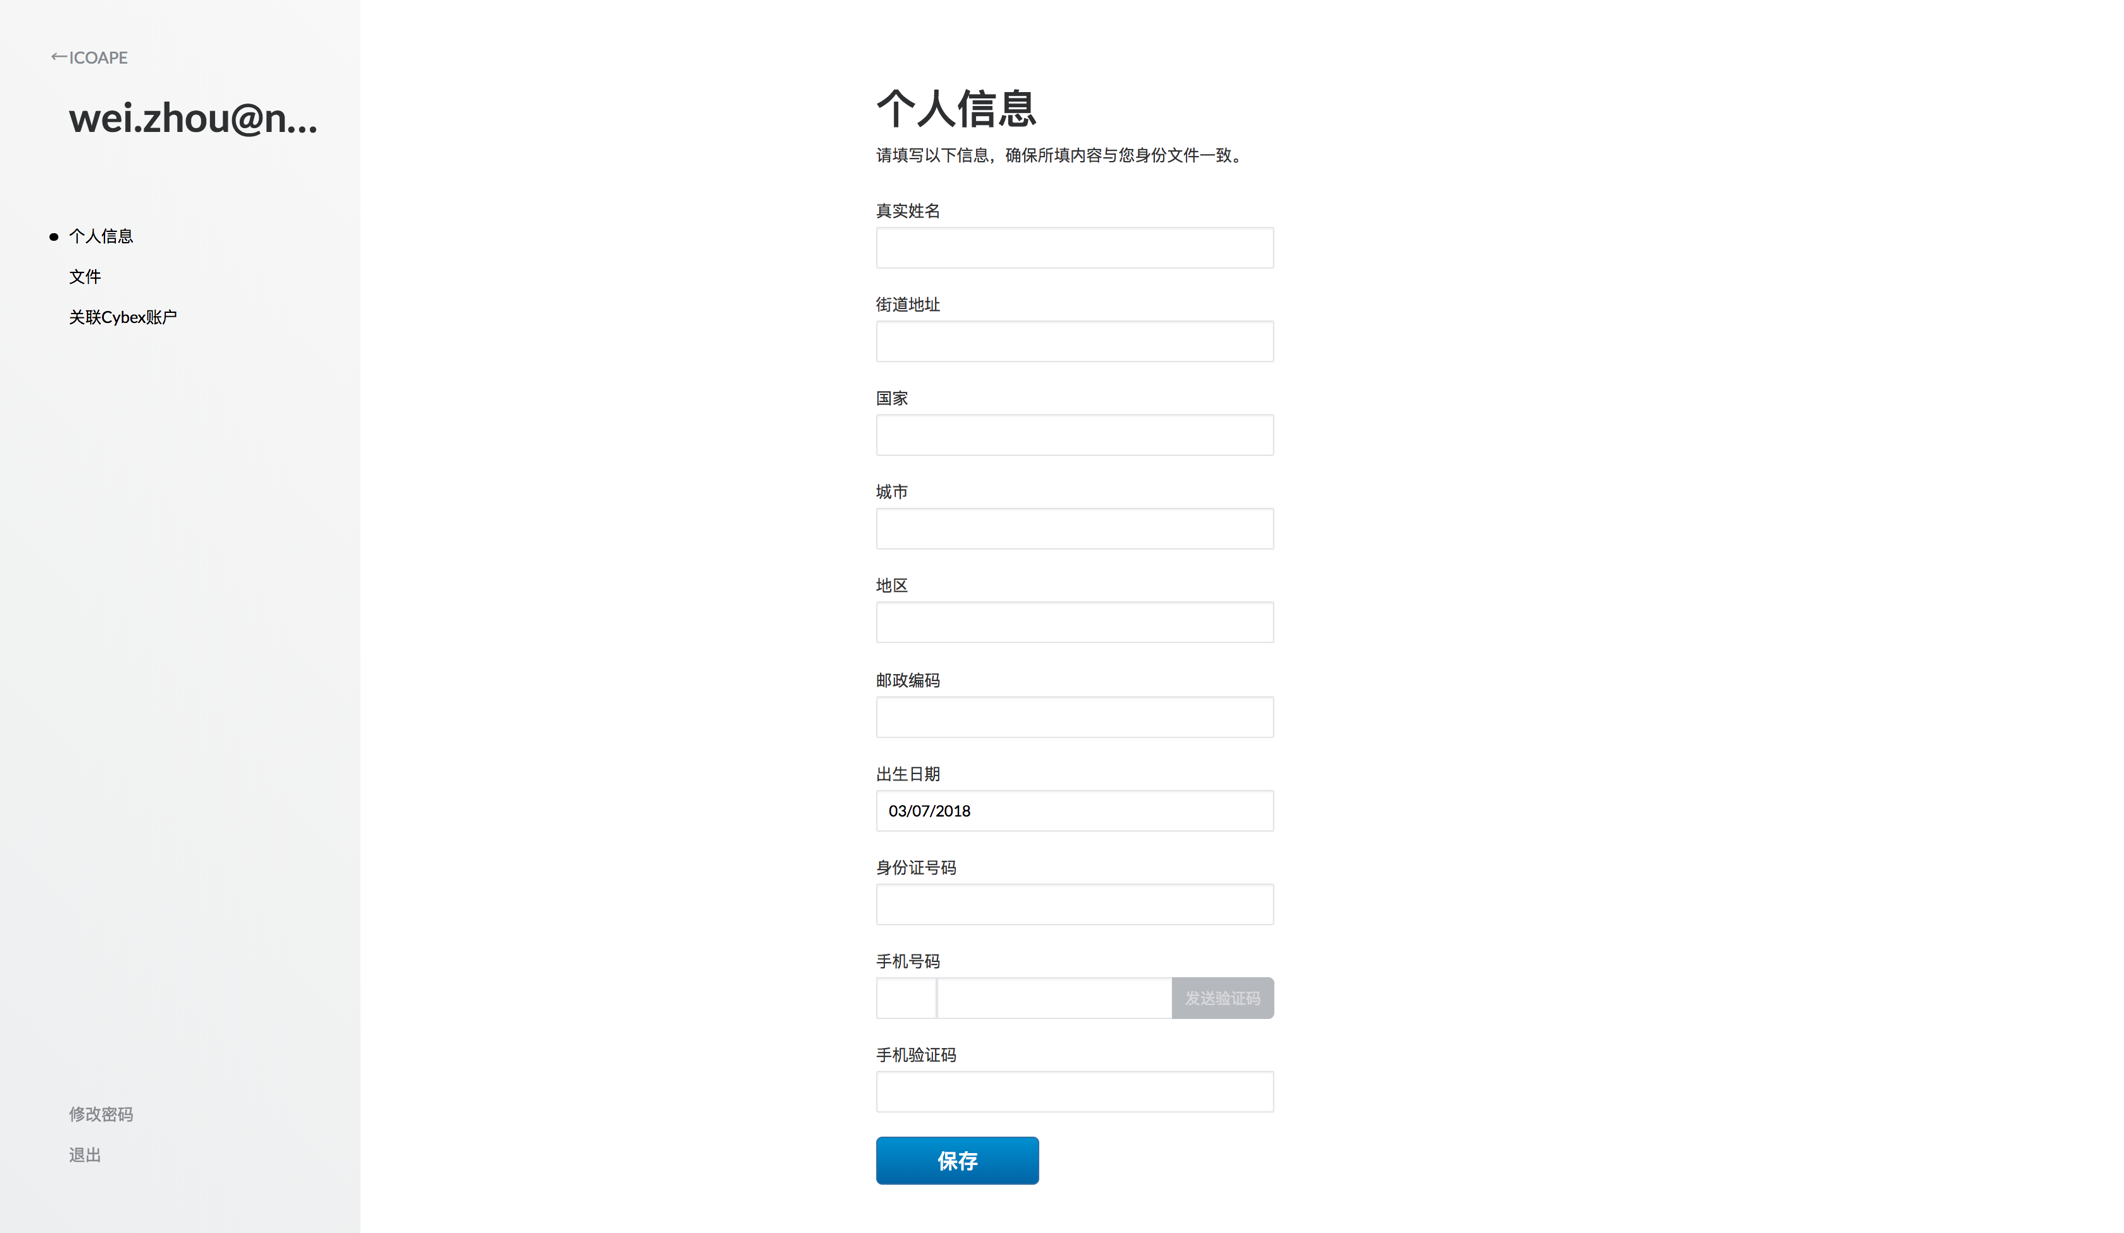 ←ICOAPE
wei.zhou@n...
个人信息
文件
关联Cybex账户
修改密码
退出
个人信息
请填写以下信息，确保所填内容与您身份文件一致。
真实姓名
街道地址
国家
城市
地区
邮政编码
出生日期
03/07/2018
身份证号码
手机号码
发送验证码
手机验证码
保存